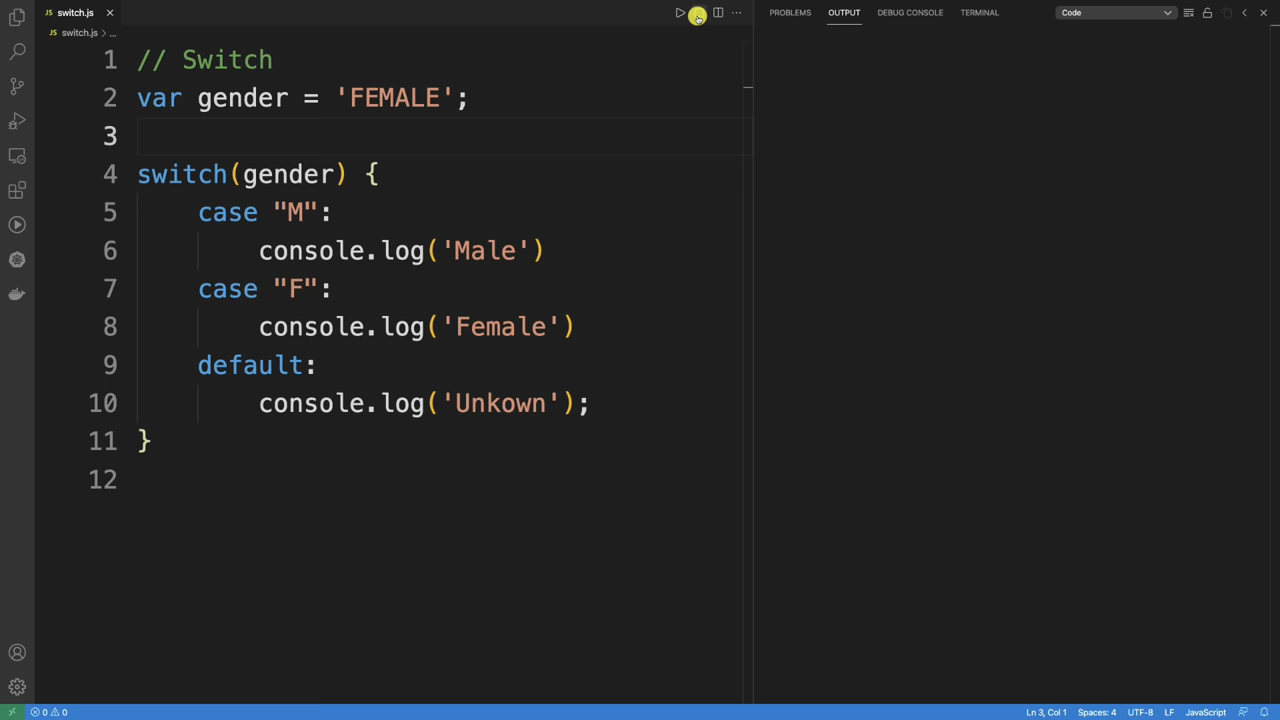 switch.js
PROBLEMS OUTPUT DEBUG CONSOLE TERMINAL Code
switch.js > ...
1 // Switch
2 var gender = 'FEMALE';
3
4 switch(gender) {
5 case "M":
6 console.log('Male')
7 case "F":
8 console.log('Female')
9 default:
10 console.log('Unkown');
11 }
12
0 0 Ln 3, Col 1 Spaces: 4 UTF-8 LF JavaScript